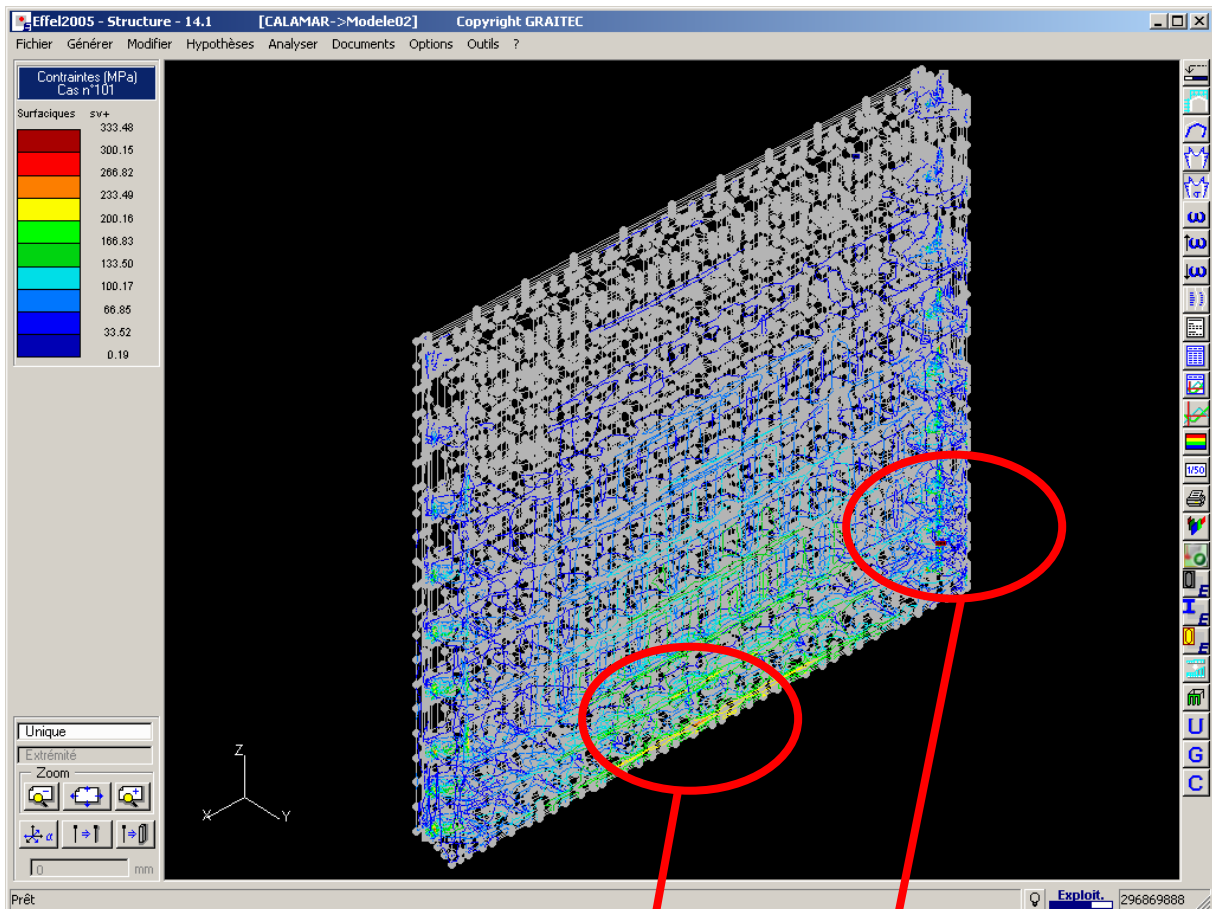 Effel2005 - Structure - 14.1 [CALAMAR->Modele02] Copyright GRAITEC
Fichier Générer Modifier Hypothèses Analyser Documents Options Outils ?
Contraintes (MPa)
Cas n°101
Surfaciques sv+
333.48
300.15
266.82
233.49
200.16
166.83
133.50
100.17
66.85
33.52
0.19
1/50
E
E
E
U
G
C
Unique
Extrémité
Zoom
α
0 mm
Z
X Y
Prêt Exploit. 296869888